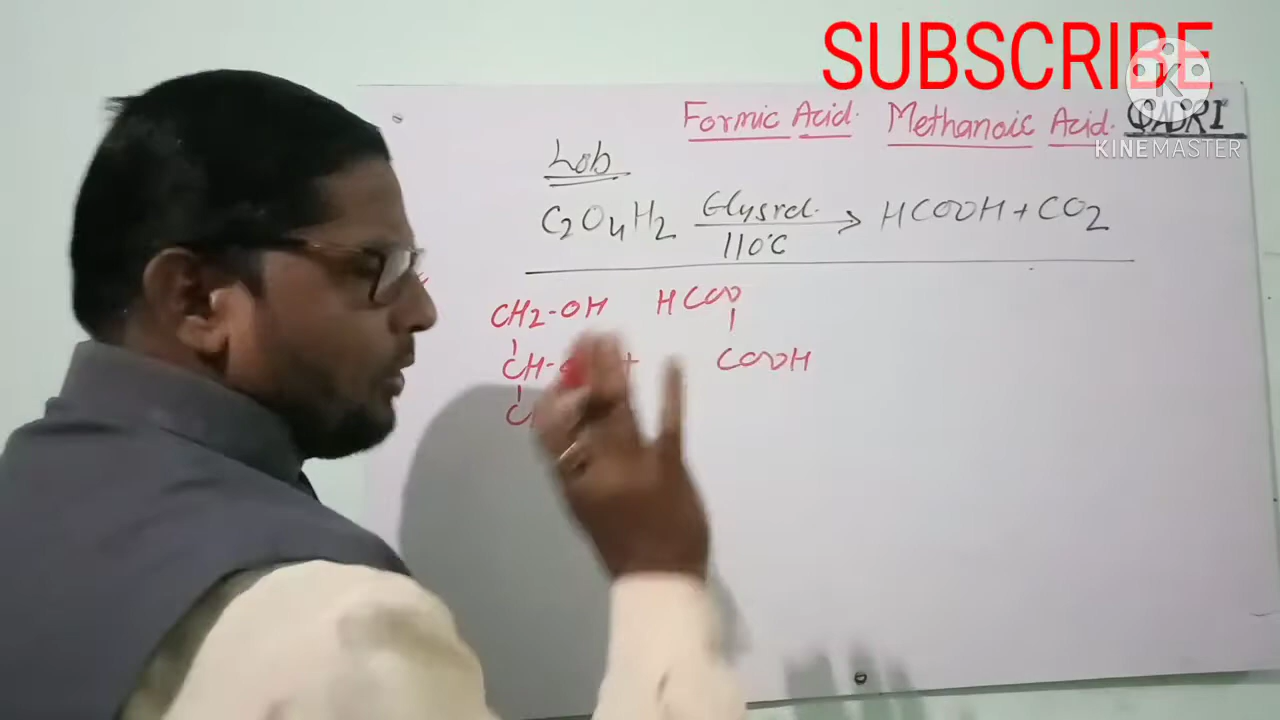 SUBSCRIBE
Formic Acid. Methanoic Acid. QADRI
KINEMASTER
Lab
C2O4H2 Glysrol. 110°C → HCOOH + CO2
CH2-OH HCOO
CH- + COOH